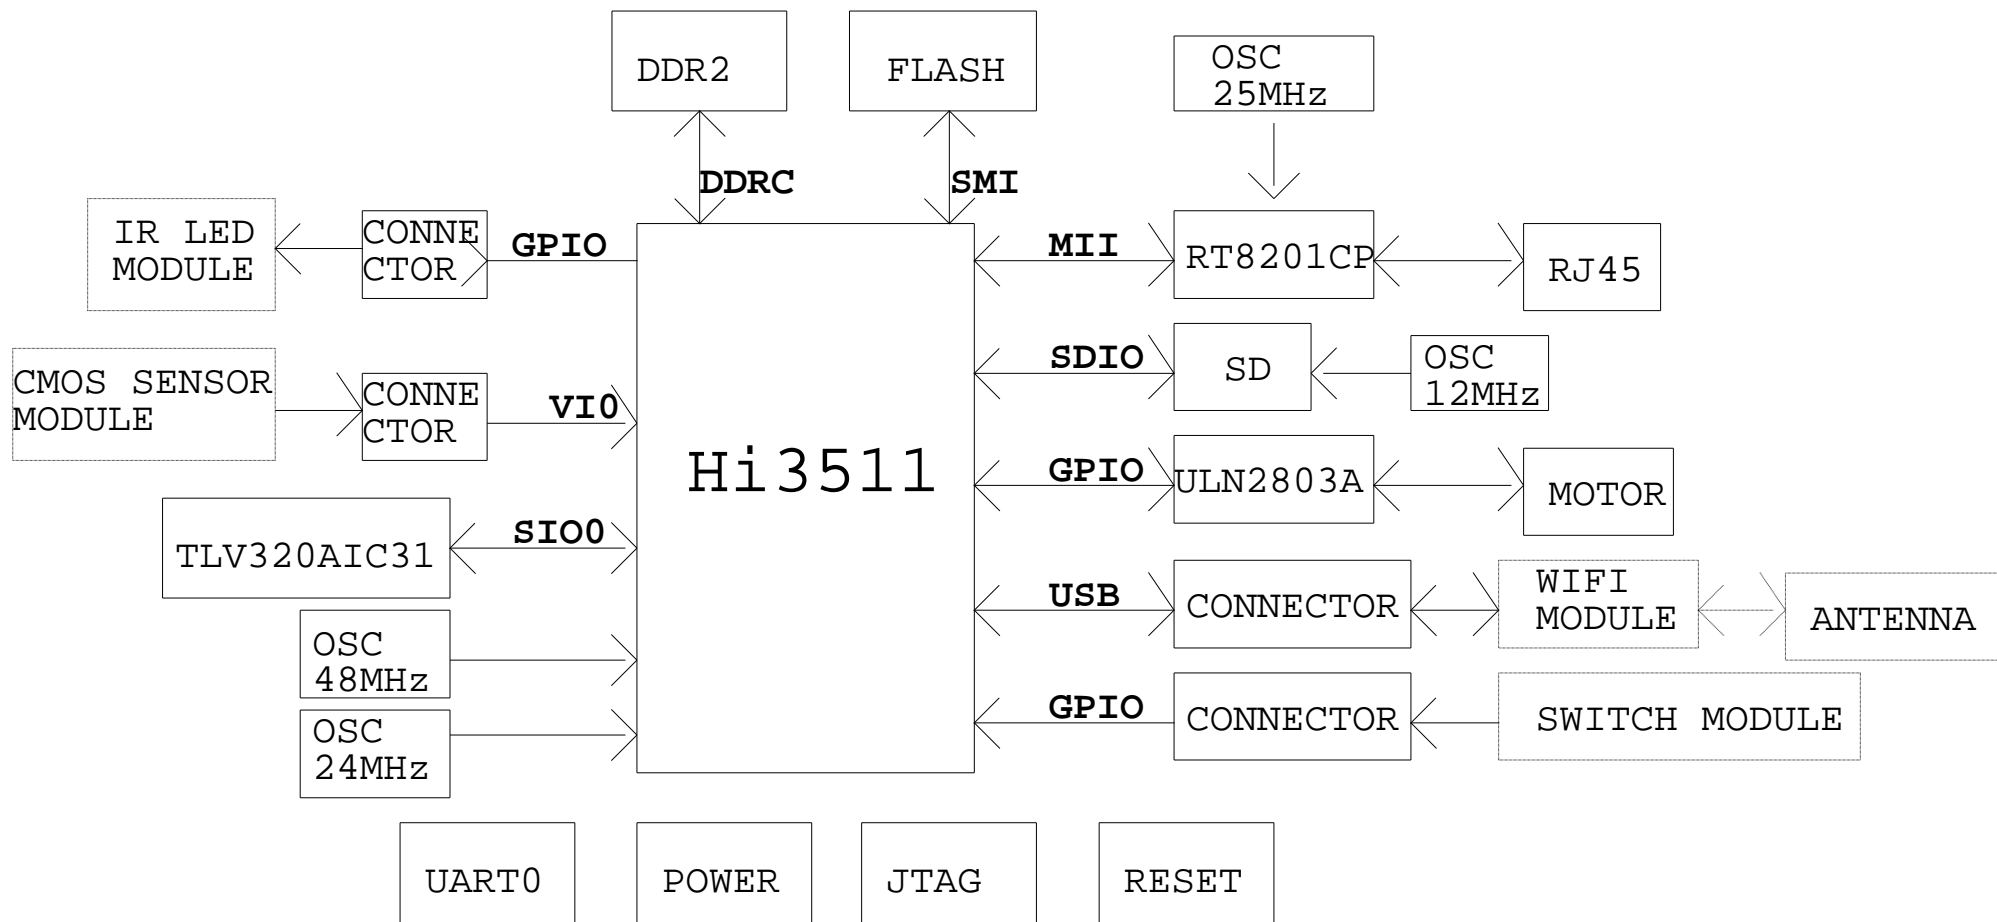 DDR2
FLASH
OSC
25MHz
DDRC
SMI
IR LED
MODULE
CONNE
CTOR
GPIO
MII
RT8201CP
RJ45
CMOS SENSOR
MODULE
CONNE
CTOR
VI0
SDIO
SD
OSC
12MHz
Hi3511
GPIO
ULN2803A
MOTOR
TLV320AIC31
SIO0
USB
CONNECTOR
WIFI
MODULE
ANTENNA
OSC
48MHz
OSC
24MHz
GPIO
CONNECTOR
SWITCH MODULE
UART0
POWER
JTAG
RESET